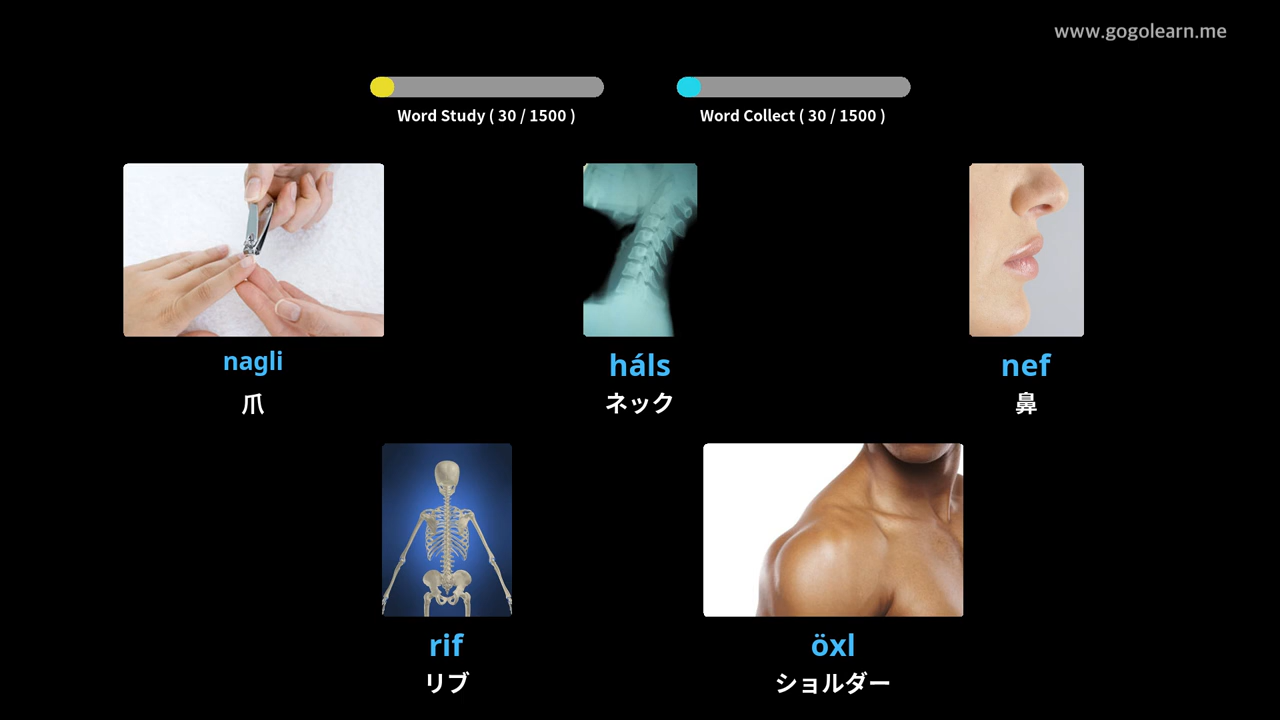 www.gogolearn.me
Word Study ( 30 / 1500 )
Word Collect ( 30 / 1500 )
nagli
爪
háls
ネック
nef
鼻
rif
リブ
öxl
ショルダー